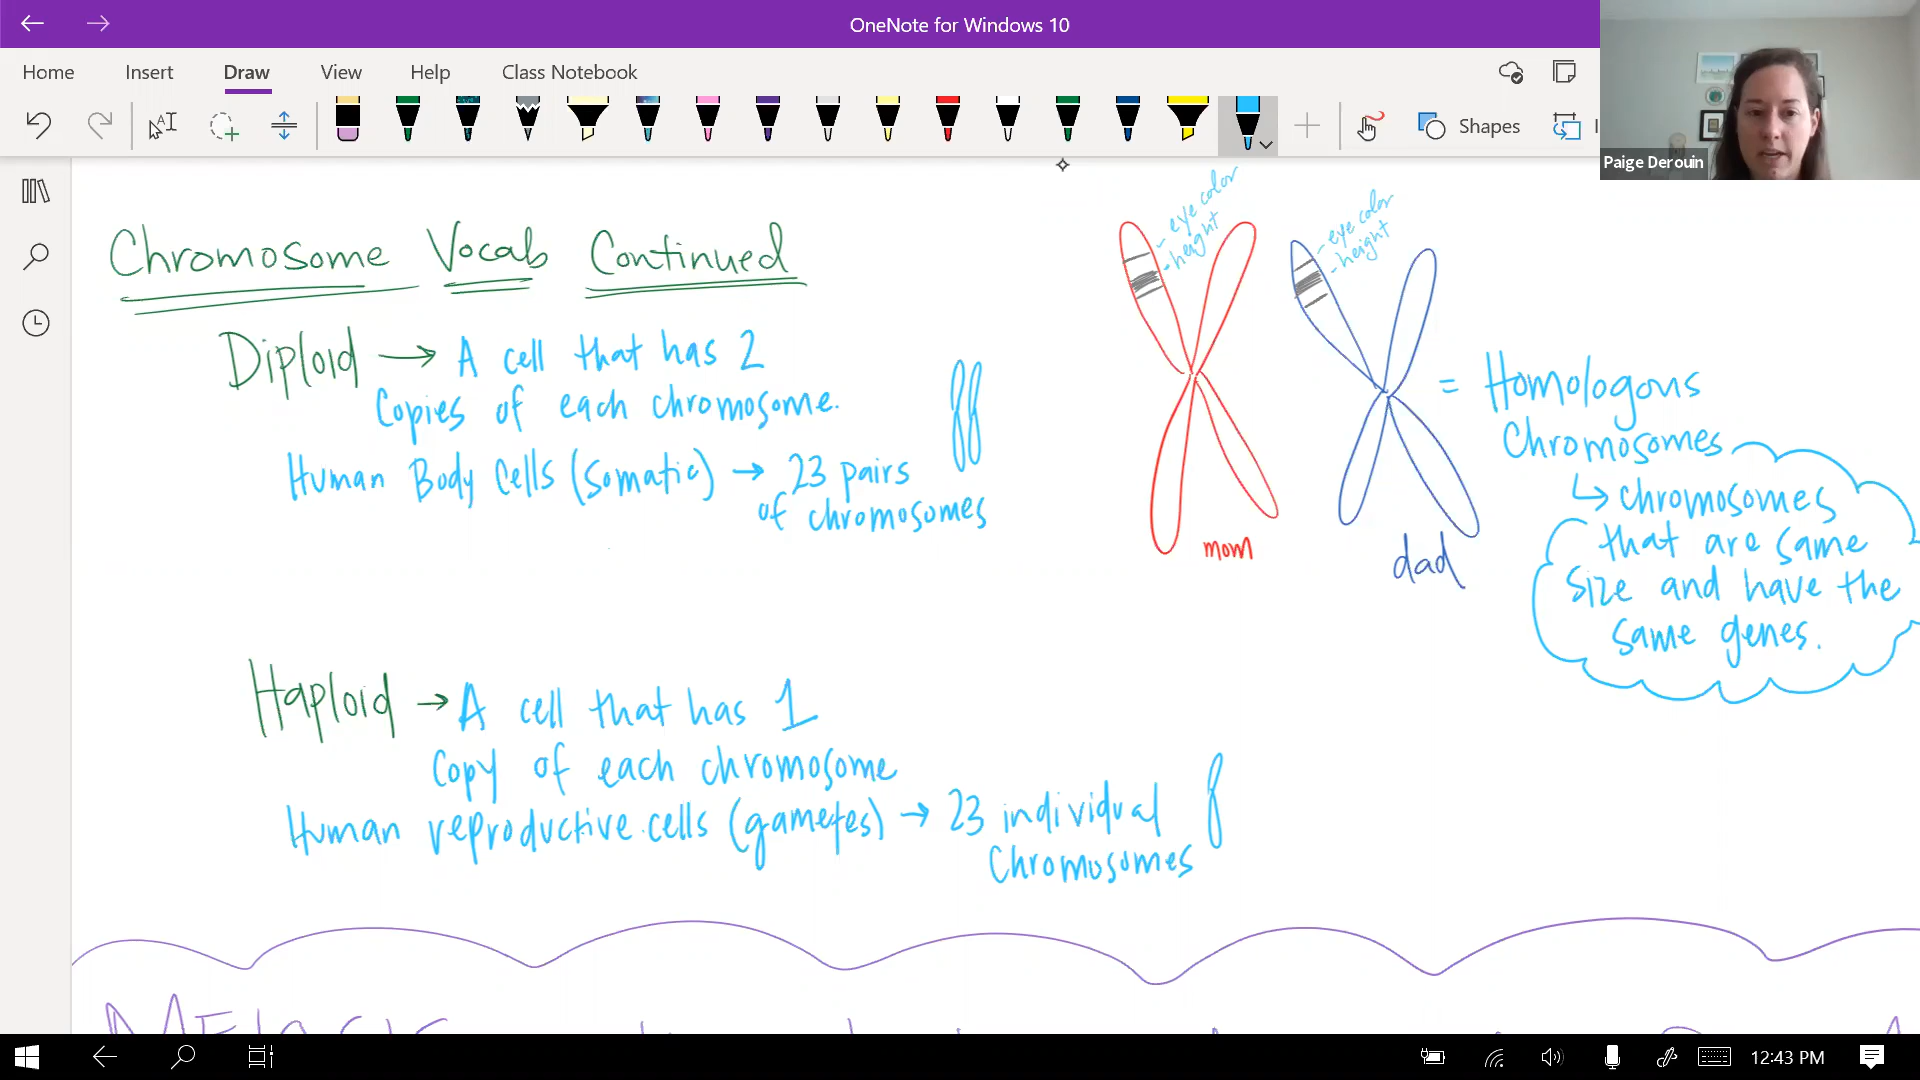 OneNote for Windows 10
Home Insert Draw View Help Class Notebook
Shapes
Paige Derouin
Chromosome Vocab Continued
Diploid → A cell that has 2
Copies of each chromosome.
Human Body Cells (Somatic) → 23 pairs
of chromosomes
- eye color
- height
- eye color
- height
mom
dad
= Homologous
Chromosomes
↳ chromosomes
that are same
size and have the
same genes.
Haploid → A cell that has 1
Copy of each chromosome
Human reproductive cells (gametes) → 23 individual
Chromosomes
12:43 PM